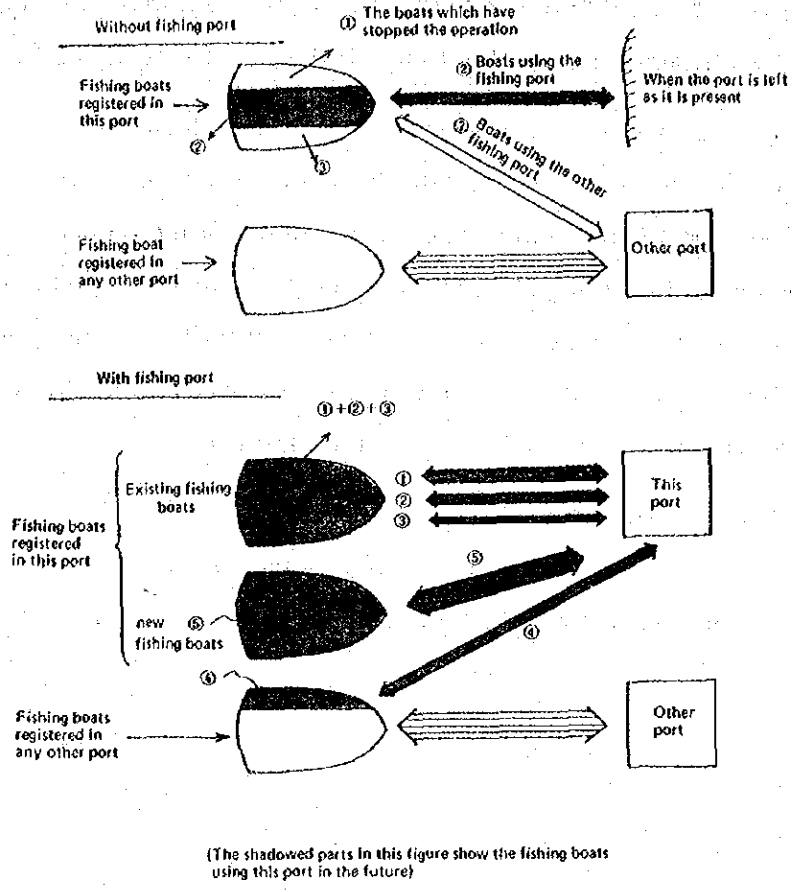 Without fishing port
① The boats which have
stopped the operation
② Boats using the
fishing port
Fishing boats
registered in
this port
When the port is left
as it is present
②
③
③ Boats using the other
fishing port
Fishing boat
registered in
any other port
Other port
With fishing port
① + ② + ③
Existing fishing
boats
①
②
③
This
port
Fishing boats
registered
in this port
⑤
new
fishing boats
⑤
④
④
Fishing boats
registered in
any other port
Other
port
(The shadowed parts in this figure show the fishing boats
using this port in the future)